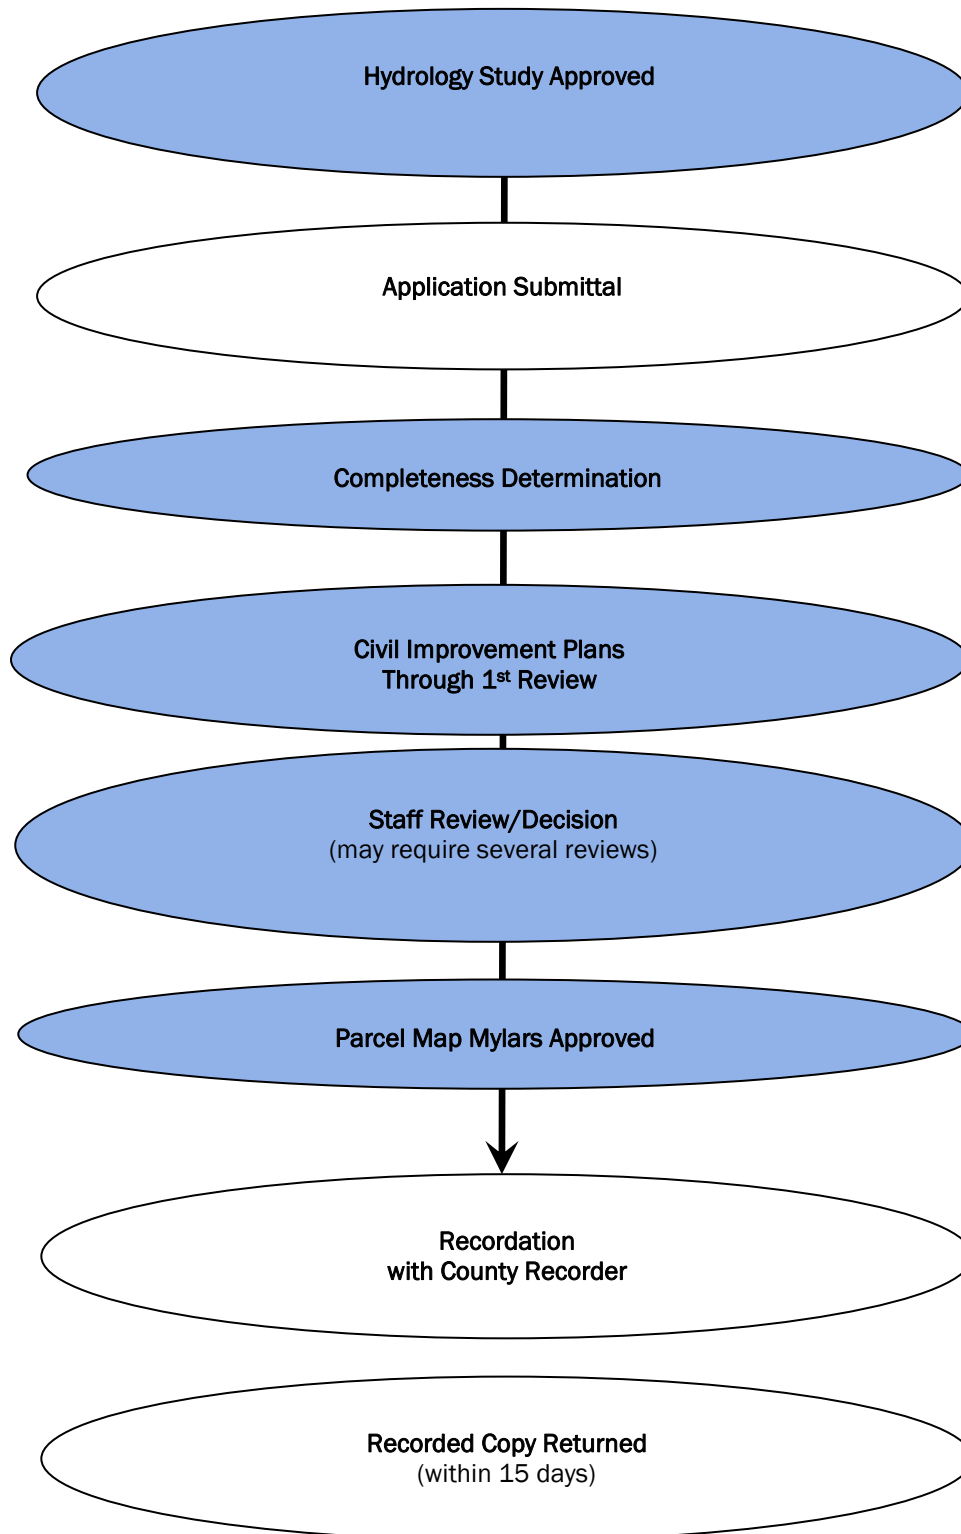 Hydrology Study Approved
Application Submittal
Completeness Determination
Civil Improvement Plans
Through 1st Review
Staff Review/Decision
(may require several reviews)
Parcel Map Mylars Approved
Recordation
with County Recorder
Recorded Copy Returned
(within 15 days)